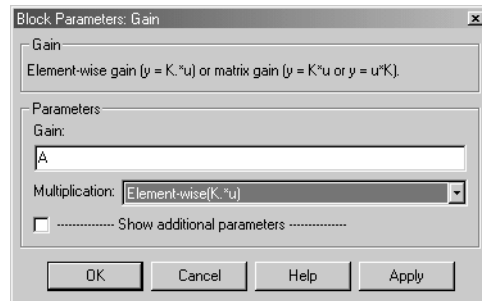 Block Parameters: Gain
Gain
Element-wise gain (y = K.*u) or matrix gain (y = K*u or y = u*K).
Parameters
Gain:
A
Multiplication: Element-wise(K.*u)
-------------- Show additional parameters --------------
OK Cancel Help Apply